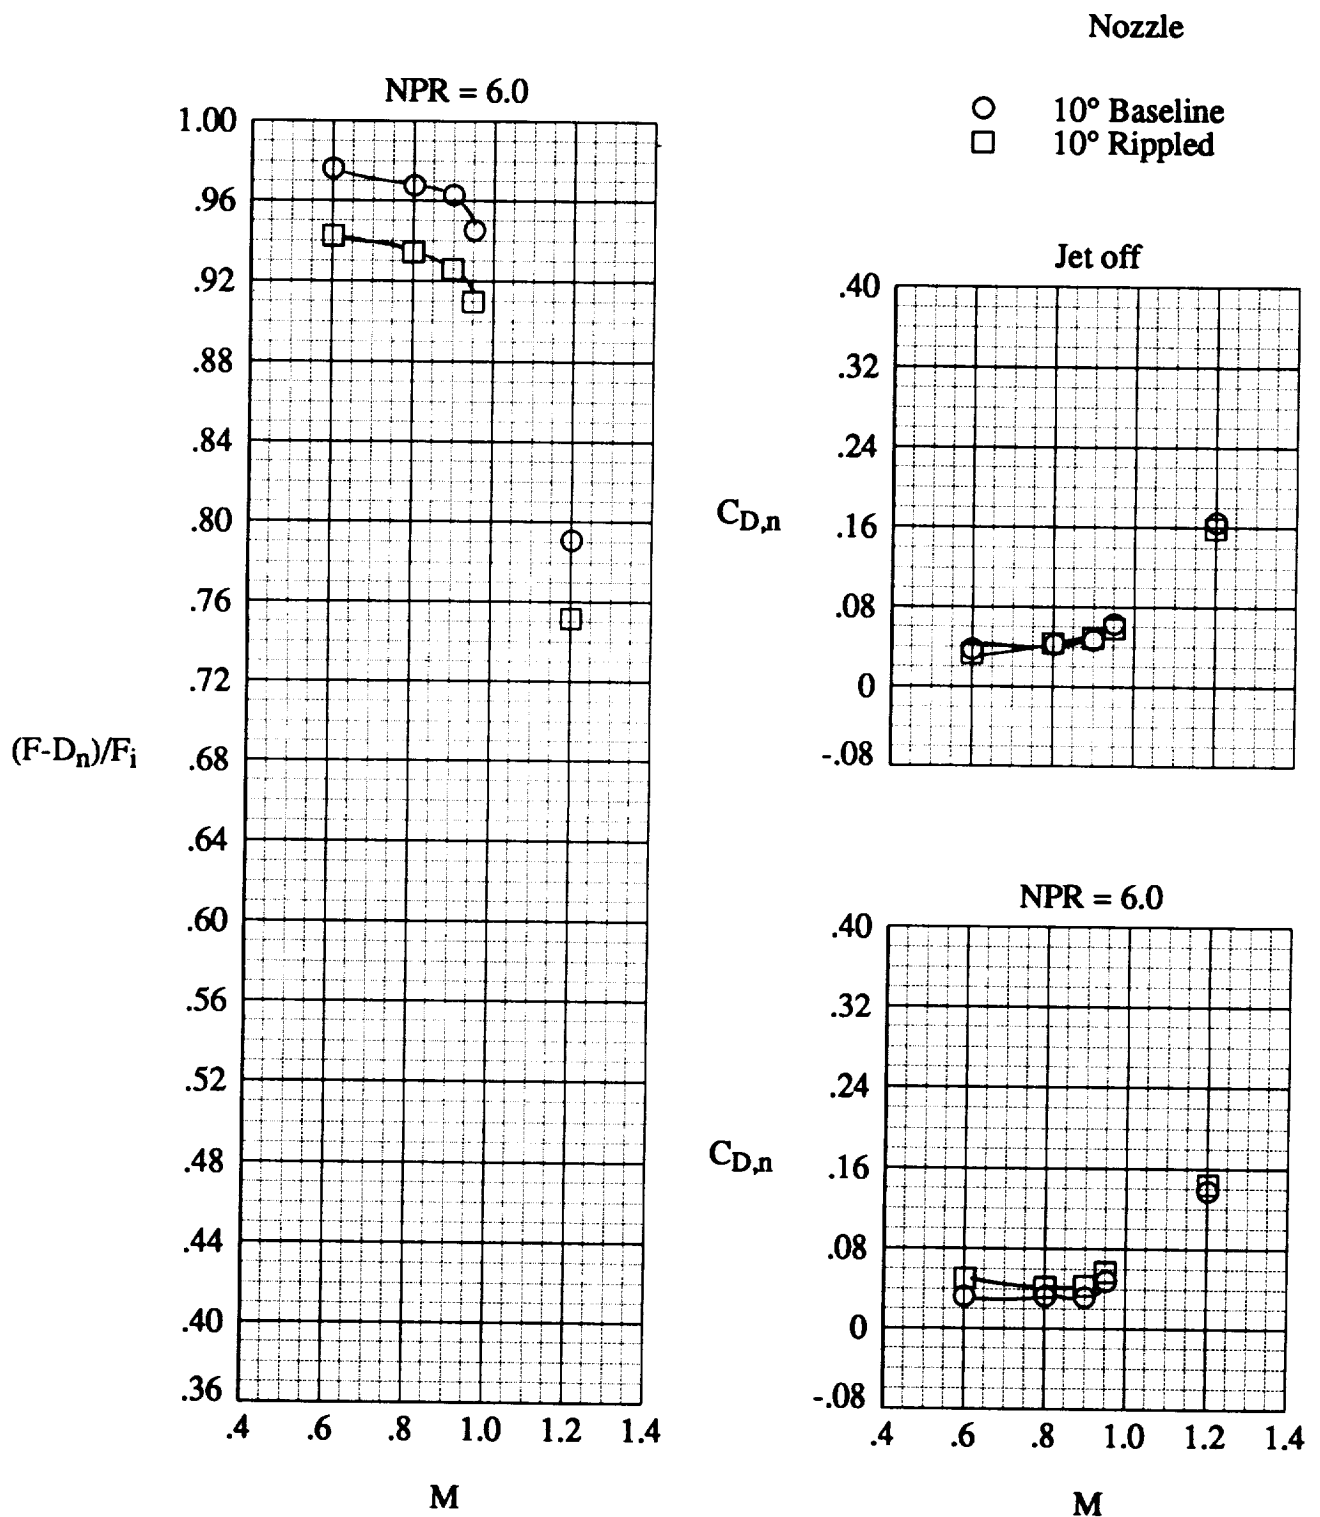 Nozzle
10° Baseline
10° Rippled
NPR = 6.0
1.00
.96
.92
.88
.84
.80
.76
.72
.68
.64
.60
.56
.52
.48
.44
.40
.36
(F-Dn)/Fi
.4 .6 .8 1.0 1.2 1.4
M
Jet off
.40
.32
.24
.16
.08
0
-.08
CD,n
NPR = 6.0
.40
.32
.24
.16
.08
0
-.08
CD,n
.4 .6 .8 1.0 1.2 1.4
M